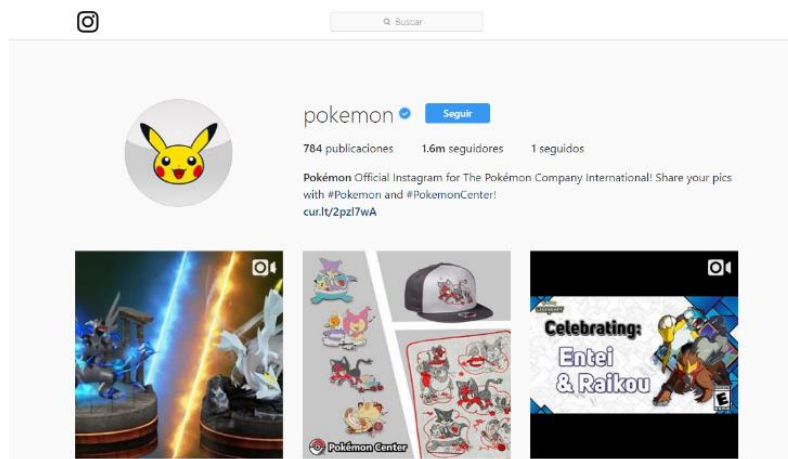 Buscar
pokemon Seguir
784 publicaciones 1.6m seguidores 1 seguidos
Pokémon Official Instagram for The Pokémon Company International! Share your pics
with #Pokemon and #PokemonCenter!
cur.lt/2pzl7wA
Pokémon Center
LEGENDARY
Celebrating:
Entei
& Raikou
E